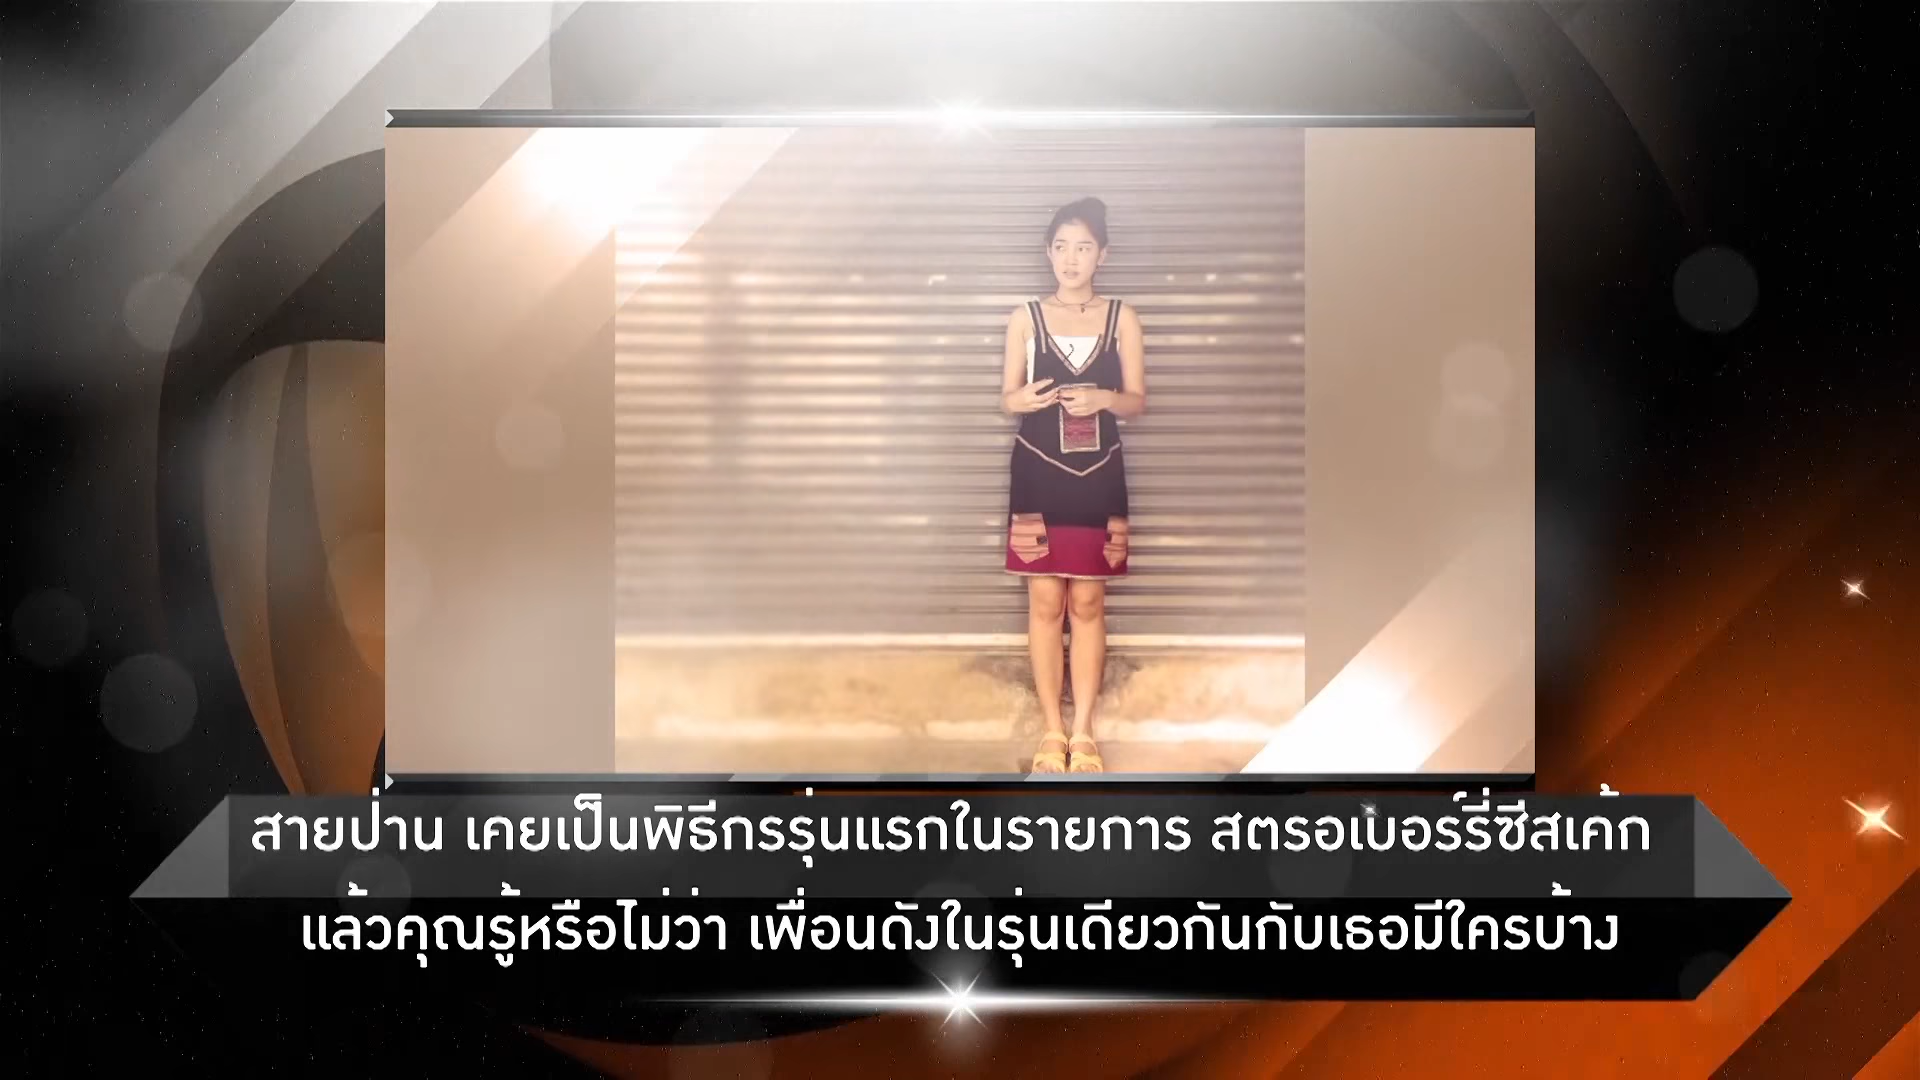 สายป่าน เคยเป็นพิธีกรรุ่นแรกในรายการ สตรอเบอร์รี่ชีสเค้ก
แล้วคุณรู้หรือไม่ว่า เพื่อนดังในรุ่นเดียวกันกับเธอมีใครบ้าง